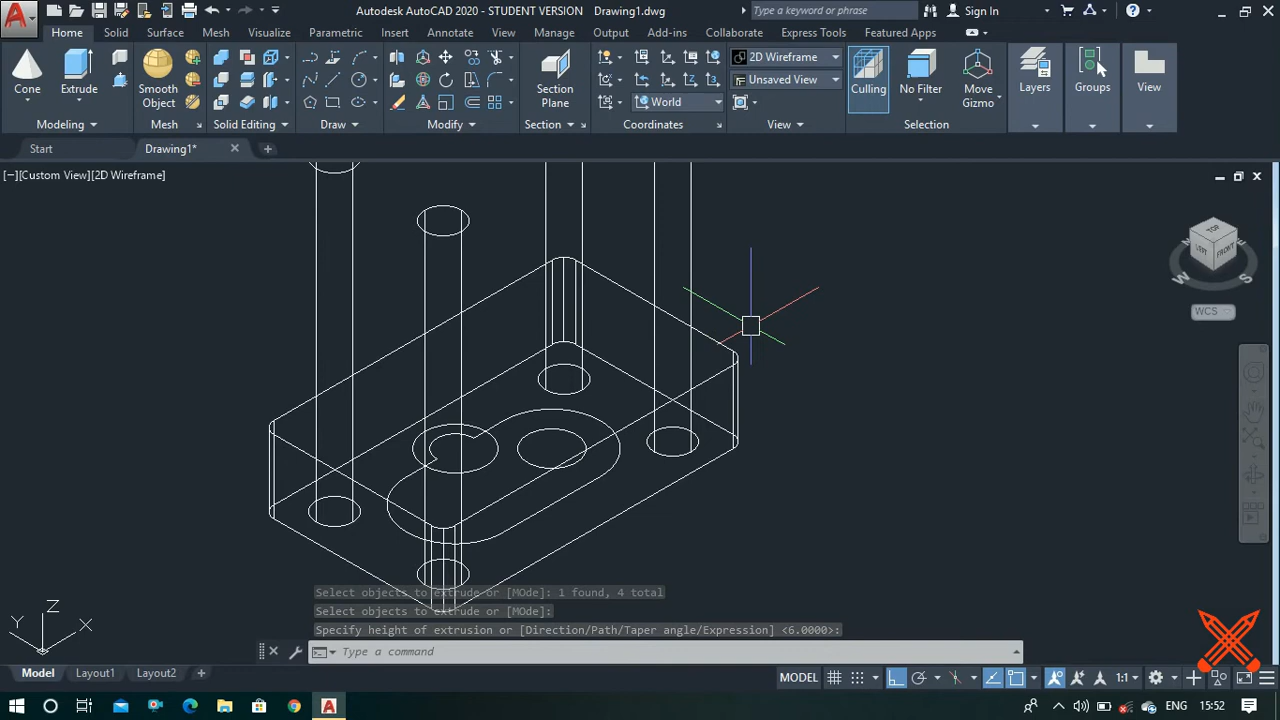 Autodesk AutoCAD 2020 - STUDENT VERSION Drawing1.dwg
Type a keyword or phrase
Sign In
Home Solid Surface Mesh Visualize Parametric Insert Annotate View Manage Output Add-ins Collaborate Express Tools Featured Apps
2D Wireframe
Unsaved View
World
Cone Extrude Smooth Object Section Plane Culling No Filter Move Gizmo Layers Groups View
Modeling Mesh Solid Editing Draw Modify Section Coordinates View Selection
Start Drawing1*
[−][Custom View][2D Wireframe]
TOP
LEFT FRONT
W S
WCS
Select objects to extrude or [MOde]: 1 found, 4 total
Select objects to extrude or [MOde]:
Specify height of extrusion or [Direction/Path/Taper angle/Expression] <6.0000>:
Type a command
Z
Y X
Model Layout1 Layout2
MODEL 1:1
ENG 15:52